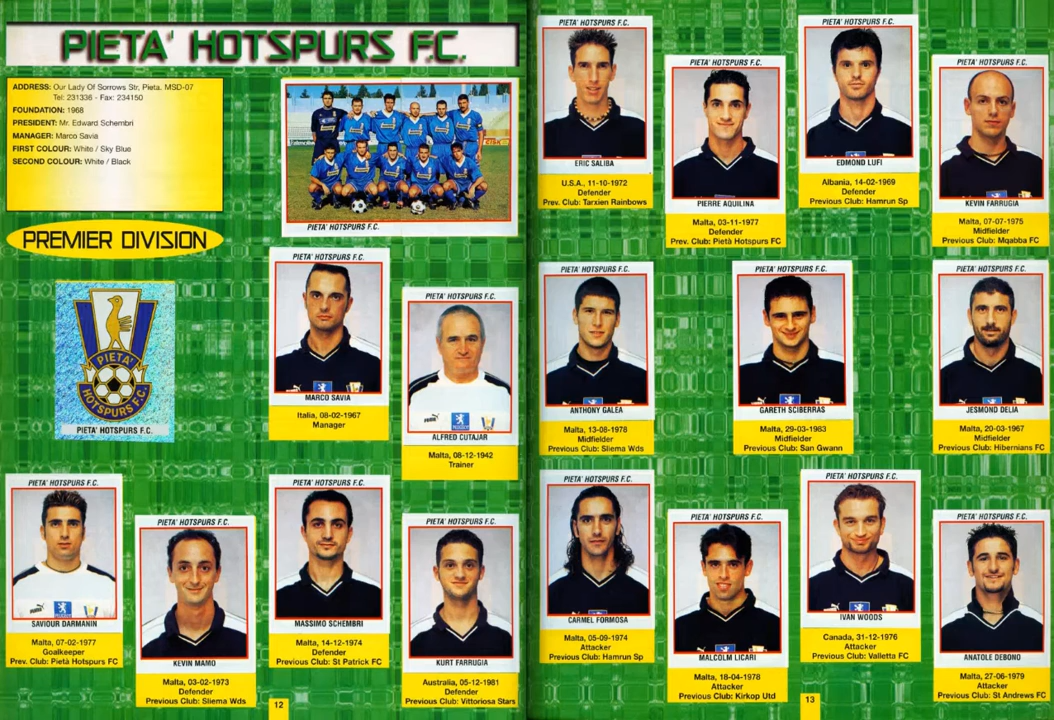 PIETA' HOTSPURS F.C.
ADDRESS: Our Lady Of Sorrows Str, Pieta. MSD-07
Tel: 231336 - Fax: 234150
FOUNDATION: 1968
PRESIDENT: Mr. Edward Schembri
MANAGER: Marco Savia
FIRST COLOUR: White / Sky Blue
SECOND COLOUR: White / Black
PIETA' HOTSPURS F.C.
PREMIER DIVISION
PIETA'
HOTSPURS F.C.
PIETA' HOTSPURS F.C.
PIETA' HOTSPURS F.C.
MARCO SAVIA
Italia, 08-02-1967
Manager
PIETA' HOTSPURS F.C.
ALFRED CUTAJAR
Malta, 08-12-1942
Trainer
PIETA' HOTSPURS F.C.
SAVIOUR DARMANIN
Malta, 07-02-1977
Goalkeeper
Prev. Club: Pietà Hotspurs FC
PIETA' HOTSPURS F.C.
KEVIN MAMO
Malta, 03-02-1973
Defender
Previous Club: Sliema Wds
PIETA' HOTSPURS F.C.
MASSIMO SCHEMBRI
Malta, 14-12-1974
Defender
Previous Club: St Patrick FC
PIETA' HOTSPURS F.C.
KURT FARRUGIA
Australia, 05-12-1981
Defender
Previous Club: Vittoriosa Stars
12
PIETA' HOTSPURS F.C.
ERIC SALIBA
U.S.A., 11-10-1972
Defender
Prev. Club: Tarxien Rainbows
PIETA' HOTSPURS F.C.
PIERRE AQUILINA
Malta, 03-11-1977
Defender
Prev. Club: Pietà Hotspurs FC
PIETA' HOTSPURS F.C.
EDMOND LUFI
Albania, 14-02-1969
Defender
Previous Club: Hamrun Sp
PIETA' HOTSPURS F.C.
KEVIN FARRUGIA
Malta, 07-07-1975
Midfielder
Previous Club: Mqabba FC
PIETA' HOTSPURS F.C.
ANTHONY GALEA
Malta, 13-08-1978
Midfielder
Previous Club: Sliema Wds
PIETA' HOTSPURS F.C.
GARETH SCIBERRAS
Malta, 29-03-1983
Midfielder
Previous Club: San Gwann
PIETA' HOTSPURS F.C.
JESMOND DELIA
Malta, 20-03-1967
Midfielder
Previous Club: Hibernians FC
PIETA' HOTSPURS F.C.
CARMEL FORMOSA
Malta, 05-09-1974
Attacker
Previous Club: Hamrun Sp
PIETA' HOTSPURS F.C.
MALCOLM LICARI
Malta, 18-04-1978
Attacker
Previous Club: Kirkop Utd
PIETA' HOTSPURS F.C.
IVAN WOODS
Canada, 31-12-1976
Attacker
Previous Club: Valletta FC
PIETA' HOTSPURS F.C.
ANATOLE DEBONO
Malta, 27-06-1979
Attacker
Previous Club: St Andrews FC
13